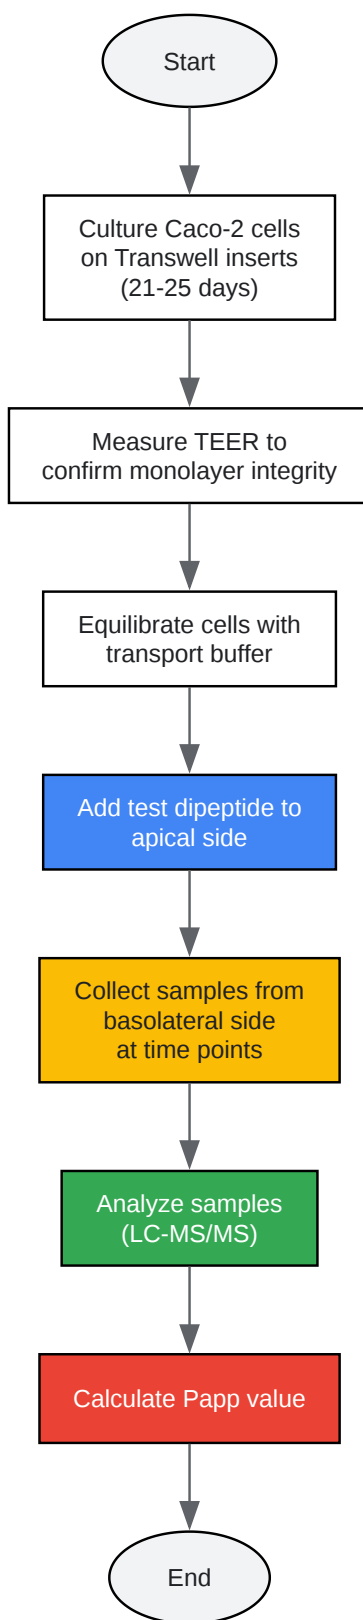 Start
Culture Caco-2 cells
on Transwell inserts
(21-25 days)
Measure TEER to
confirm monolayer integrity
Equilibrate cells with
transport buffer
Add test dipeptide to
apical side
Collect samples from
basolateral side
at time points
Analyze samples
(LC-MS/MS)
Calculate Papp value
End